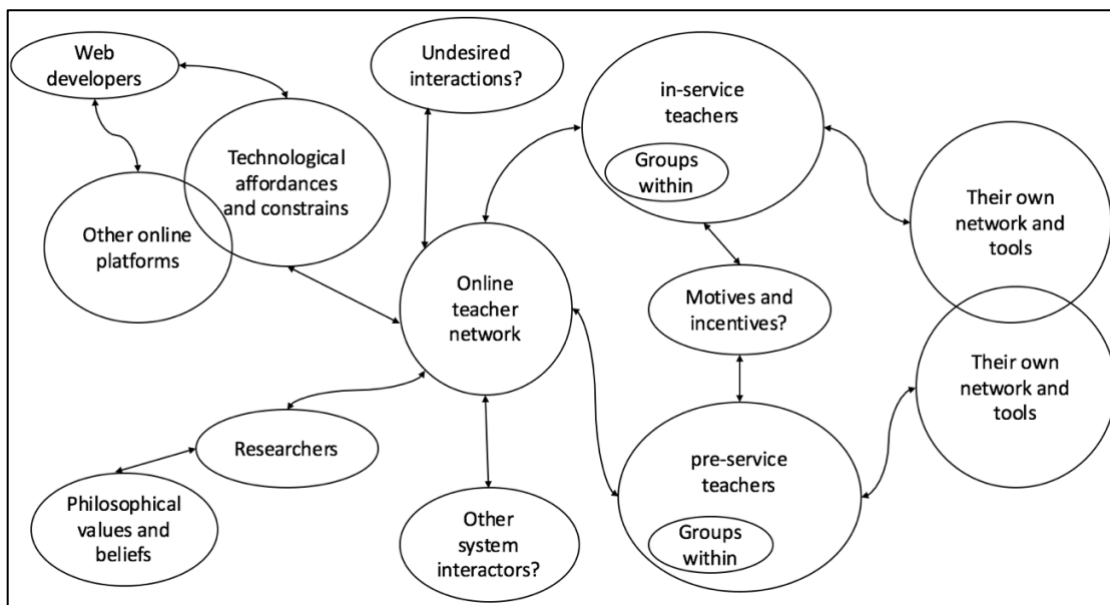 Web
developers
Undesired
interactions?
in-service
teachers
Groups
within
Technological
affordances
and constrains
Other online
platforms
Their own
network and
tools
Online
teacher
network
Motives and
incentives?
Their own
network and
tools
Researchers
pre-service
teachers
Philosophical
values and
beliefs
Other
system
interactors?
Groups
within